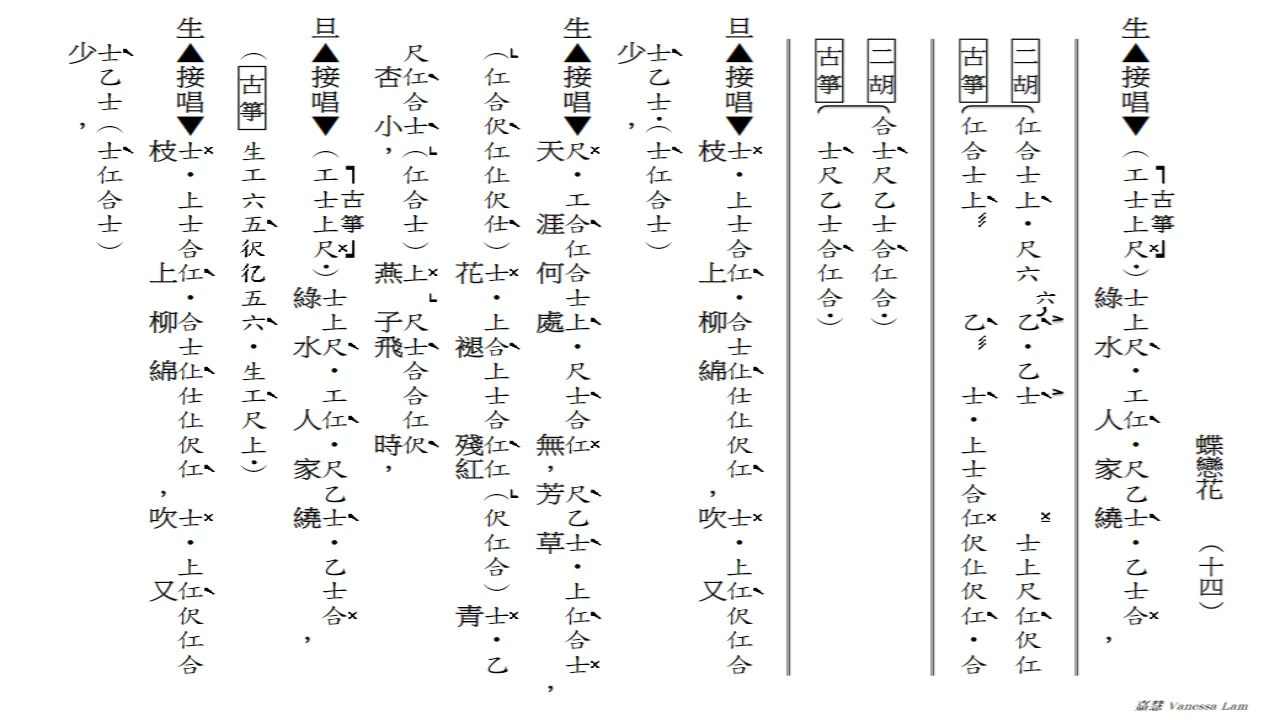 蝶戀花 （十四）
生▲接唱▼（工士上尺・）士上尺・工仜・尺乙士・乙士合
「古箏」
綠水人家繞，
二胡 仜合士上・尺六六乙・乙士 士上尺仜伬仜
古箏 仜合士上 乙 士・上士合仜伬仩伬仜・合
二胡 合士尺乙士合仜合・）
古箏 士尺乙士合仜合・）
旦▲接唱▼士・上士合仜・合士仩仕仩伬仜 士・上仜伬仜合
枝上柳綿，吹又
士乙士・（士仜合士）
少，
生▲接唱▼尺・工合仜合士上・尺士合仜 尺乙士・上仜合士
天涯何處無，芳草，
（仜合伬仜仩伬仕）士・上合上士合仜仜（伬仜合）士・乙
花褪殘紅 青
尺仜合士（仜合士）上尺士合合仜伬
杏小，燕子飛時，
旦▲接唱▼（工士上尺・）士上尺・工仜・尺乙士・乙士合
「古箏」
綠水人家繞，
（古箏 生工六五伬亿五六・生工尺上・）
生▲接唱▼士・上士合仜・合士仩仕仩伬仜 士・上仜伬仜合
枝上柳綿，吹又
士乙士（士仜合士）
少，
嘉慧 Vanessa Lam